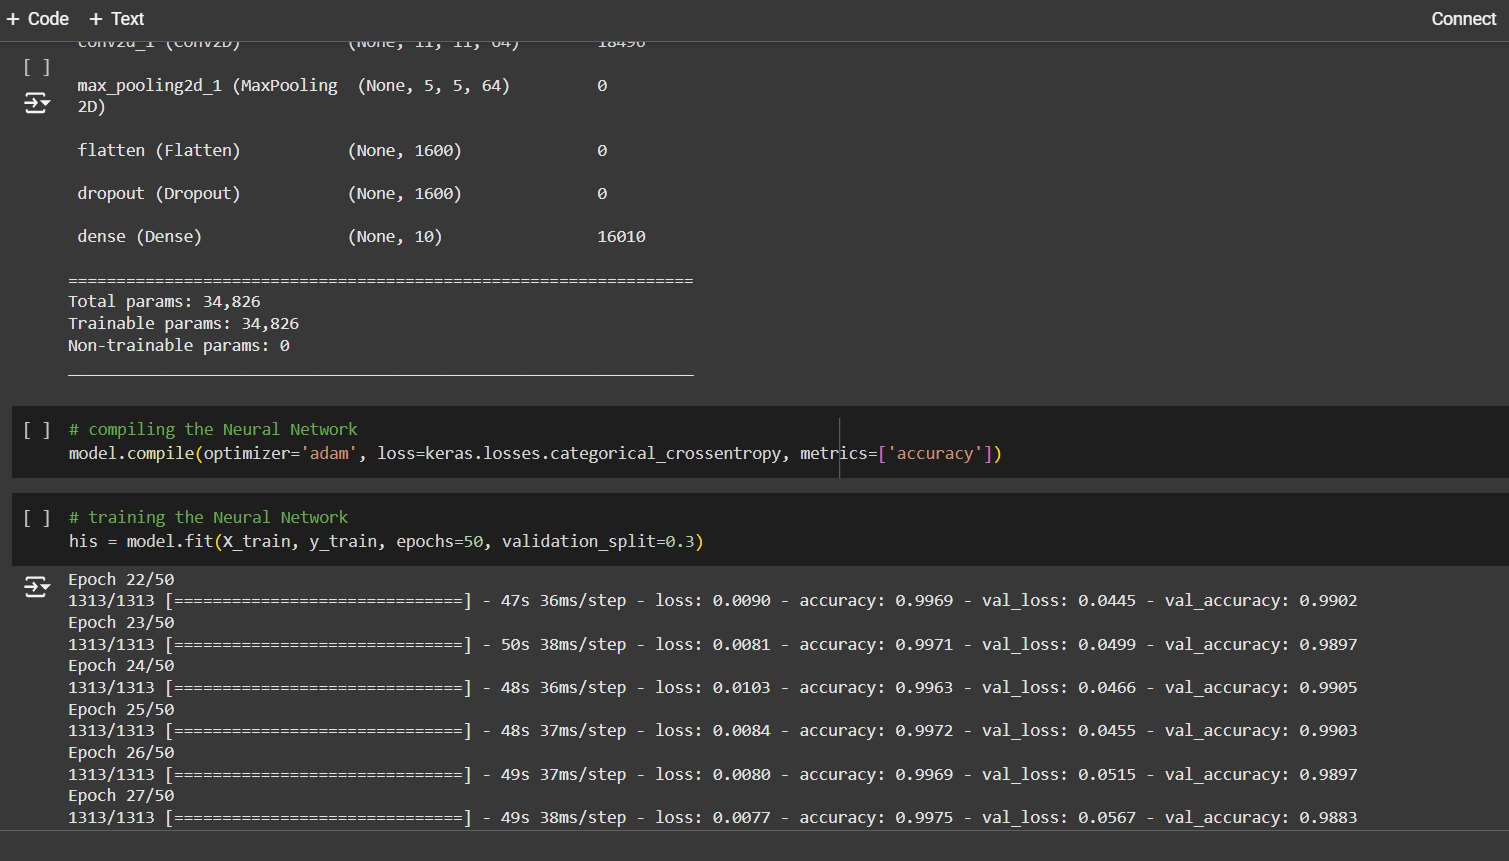 + Code + Text Connect
conv2d_1 (Conv2D) (None, 11, 11, 64) 18496
[ ]
max_pooling2d_1 (MaxPooling (None, 5, 5, 64) 0
2D)
flatten (Flatten) (None, 1600) 0
dropout (Dropout) (None, 1600) 0
dense (Dense) (None, 10) 16010
=================================================================
Total params: 34,826
Trainable params: 34,826
Non-trainable params: 0
_________________________________________________________________
[ ] # compiling the Neural Network
model.compile(optimizer='adam', loss=keras.losses.categorical_crossentropy, metrics=['accuracy'])
[ ] # training the Neural Network
his = model.fit(X_train, y_train, epochs=50, validation_split=0.3)
Epoch 22/50
1313/1313 [==============================] - 47s 36ms/step - loss: 0.0090 - accuracy: 0.9969 - val_loss: 0.0445 - val_accuracy: 0.9902
Epoch 23/50
1313/1313 [==============================] - 50s 38ms/step - loss: 0.0081 - accuracy: 0.9971 - val_loss: 0.0499 - val_accuracy: 0.9897
Epoch 24/50
1313/1313 [==============================] - 48s 36ms/step - loss: 0.0103 - accuracy: 0.9963 - val_loss: 0.0466 - val_accuracy: 0.9905
Epoch 25/50
1313/1313 [==============================] - 48s 37ms/step - loss: 0.0084 - accuracy: 0.9972 - val_loss: 0.0455 - val_accuracy: 0.9903
Epoch 26/50
1313/1313 [==============================] - 49s 37ms/step - loss: 0.0080 - accuracy: 0.9969 - val_loss: 0.0515 - val_accuracy: 0.9897
Epoch 27/50
1313/1313 [==============================] - 49s 38ms/step - loss: 0.0077 - accuracy: 0.9975 - val_loss: 0.0567 - val_accuracy: 0.9883